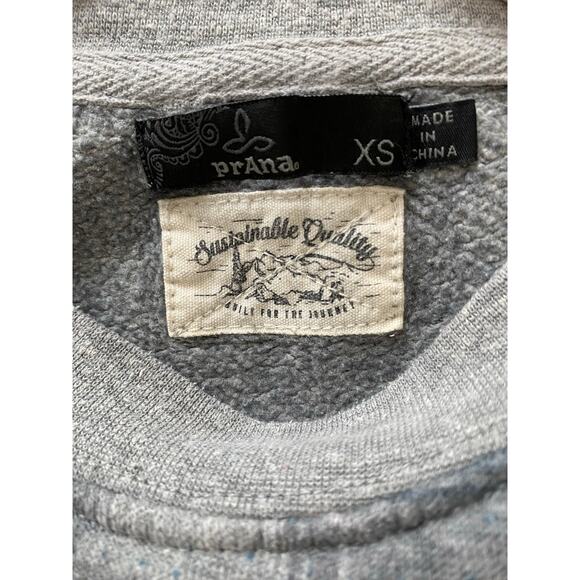 prAna
XS
MADE
IN
CHINA
Sustainable Quality
BUILT FOR THE JOURNEY